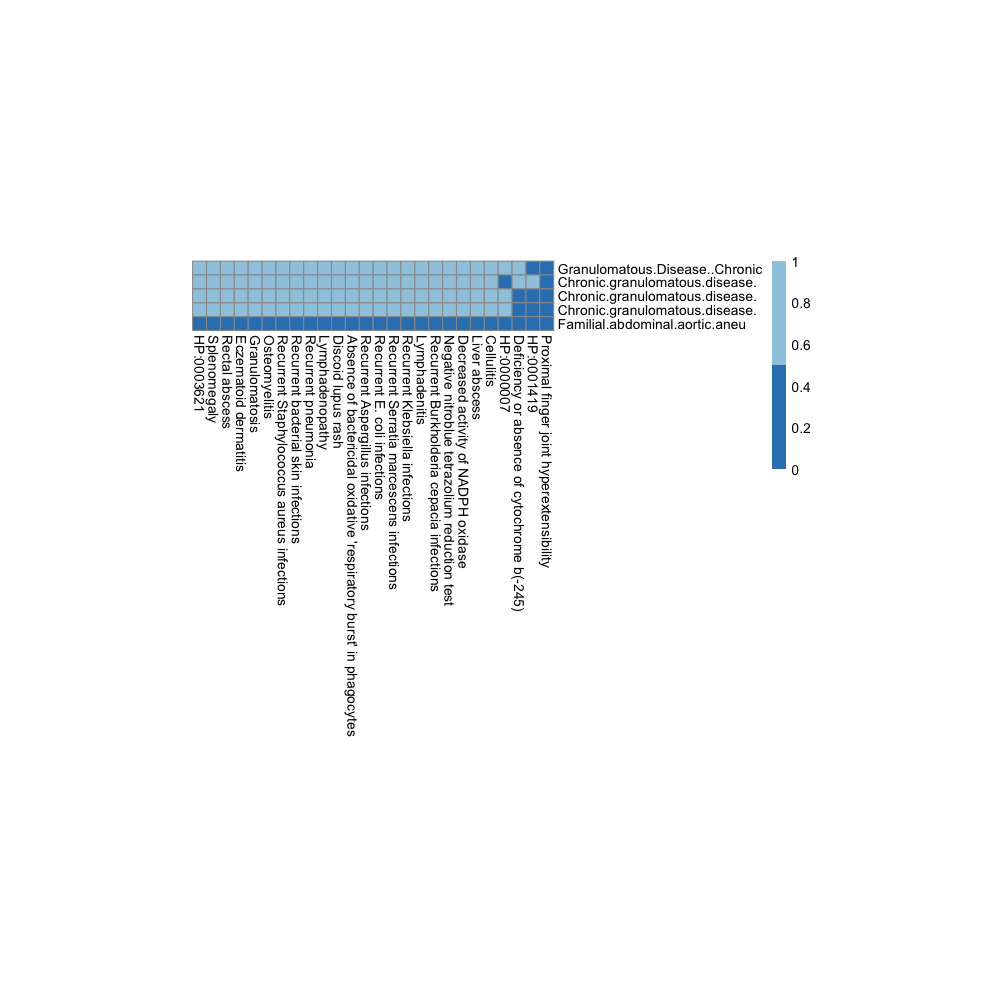 Granulomatous.Disease..Chronic
Chronic.granulomatous.disease.
Chronic.granulomatous.disease.
Chronic.granulomatous.disease.
Familial.abdominal.aortic.aneu
1
0.8
0.6
0.4
0.2
0
HP:0003621
Splenomegaly
Rectal abscess
Eczematoid dermatitis
Granulomatosis
Osteomyelitis
Recurrent Staphylococcus aureus infections
Recurrent bacterial skin infections
Recurrent pneumonia
Lymphadenopathy
Discoid lupus rash
Absence of bactericidal oxidative 'respiratory burst' in phagocytes
Recurrent Aspergillus infections
Recurrent E. coli infections
Recurrent Serratia marcescens infections
Recurrent Klebsiella infections
Lymphadenitis
Recurrent Burkholderia cepacia infections
Negative nitroblue tetrazolium reduction test
Decreased activity of NADPH oxidase
Liver abscess
Cellulitis
HP:0000007
Deficiency or absence of cytochrome b(-245)
HP:0001419
Proximal finger joint hyperextensibility